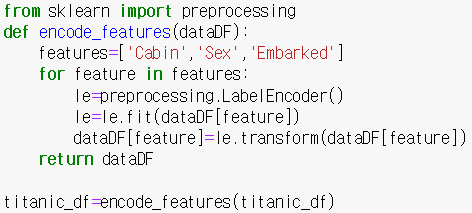 from sklearn import preprocessing
def encode_features(dataDF):
    features=['Cabin','Sex','Embarked']
    for feature in features:
        le=preprocessing.LabelEncoder()
        le=le.fit(dataDF[feature])
        dataDF[feature]=le.transform(dataDF[feature])
    return dataDF

titanic_df=encode_features(titanic_df)